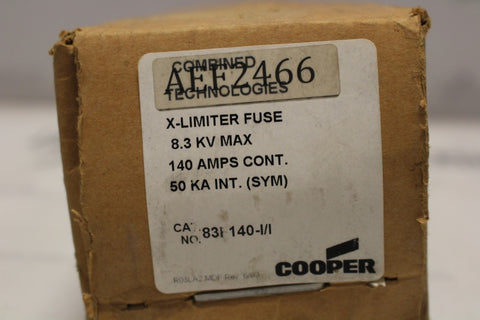 COMBINED
AFF2466
TECHNOLOGIES
X-LIMITER FUSE
8.3 KV MAX
140 AMPS CONT.
50 KA INT. (SYM)
CAT.
NO. 140-I/I
COOPER